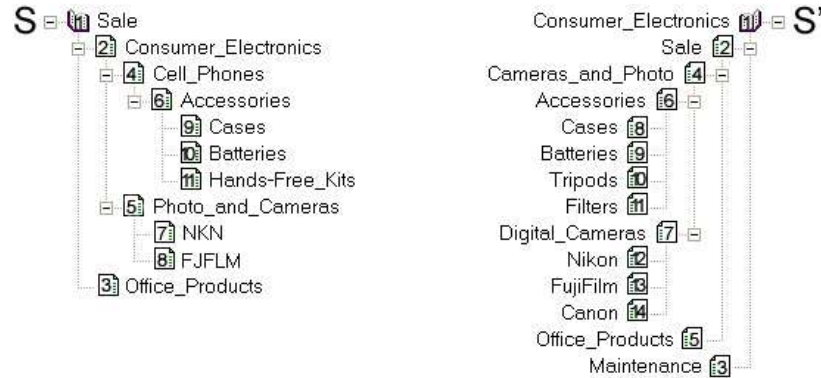 S 1 Sale
2 Consumer_Electronics
4 Cell_Phones
6 Accessories
9 Cases
10 Batteries
11 Hands-Free_Kits
5 Photo_and_Cameras
7 NKN
8 FJFLM
3 Office_Products
Consumer_Electronics 1 S'
Sale 2
Cameras_and_Photo 4
Accessories 6
Cases 8
Batteries 9
Tripods 10
Filters 11
Digital_Cameras 7
Nikon 12
FujiFilm 13
Canon 14
Office_Products 5
Maintenance 3